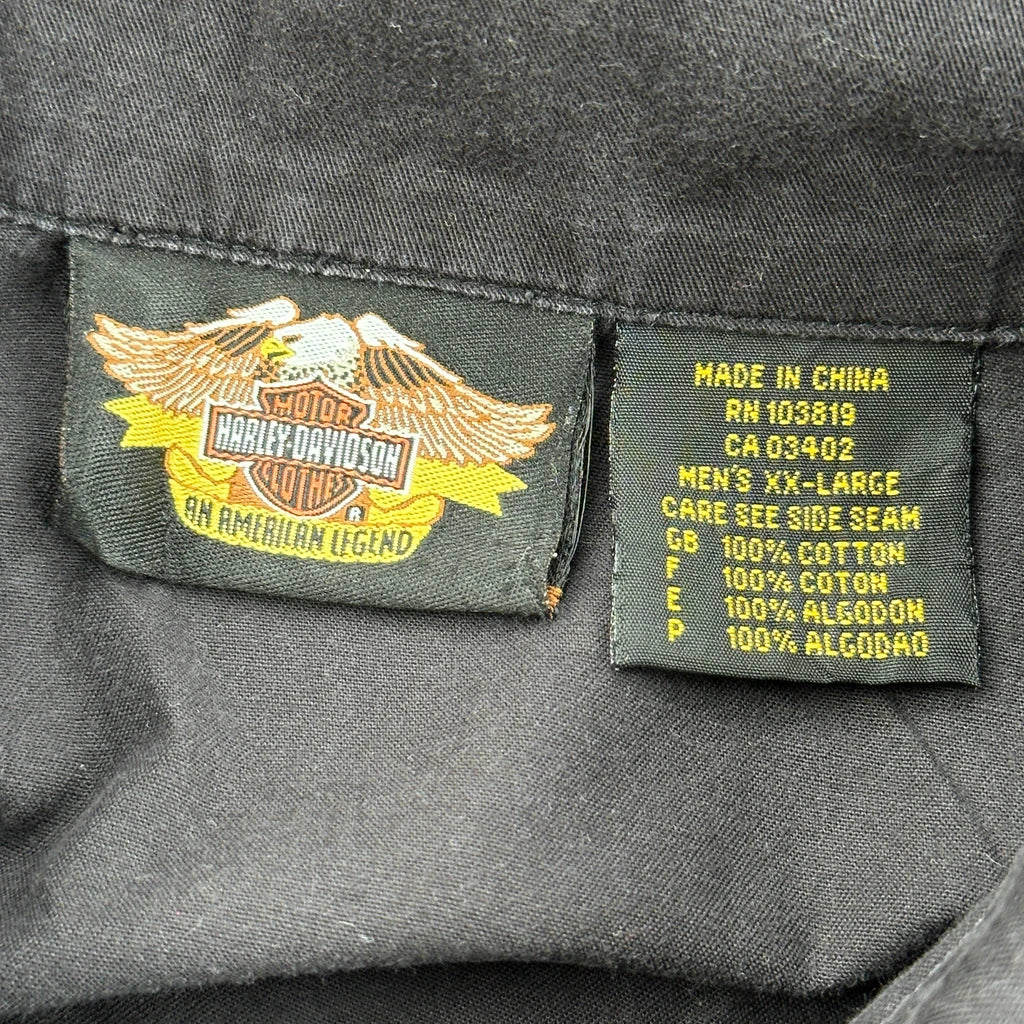 MOTOR
HARLEY-DAVIDSON
CLOTHES
®
AN AMERICAN LEGEND
MADE IN CHINA
RN 103819
CA 03402
MEN'S XX-LARGE
CARE SEE SIDE SEAM
GB 100% COTTON
F 100% COTON
E 100% ALGODON
P 100% ALGODAO